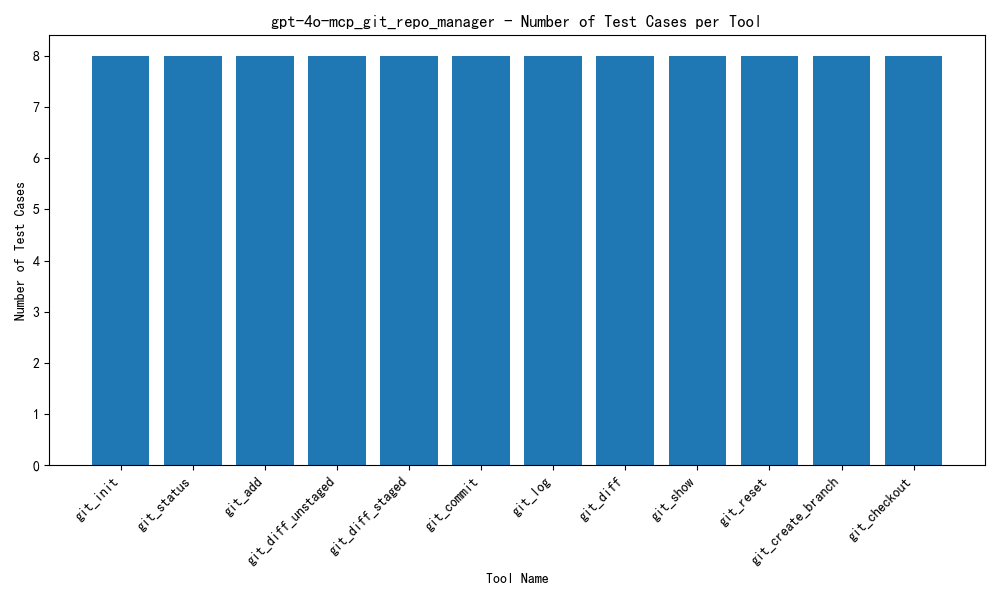 gpt-4o-mcp_git_repo_manager - Number of Test Cases per Tool
Number of Test Cases
8
7
6
5
4
3
2
1
0
git_init
git_status
git_add
git_diff_unstaged
git_diff_staged
git_commit
git_log
git_diff
git_show
git_reset
git_create_branch
git_checkout
Tool Name